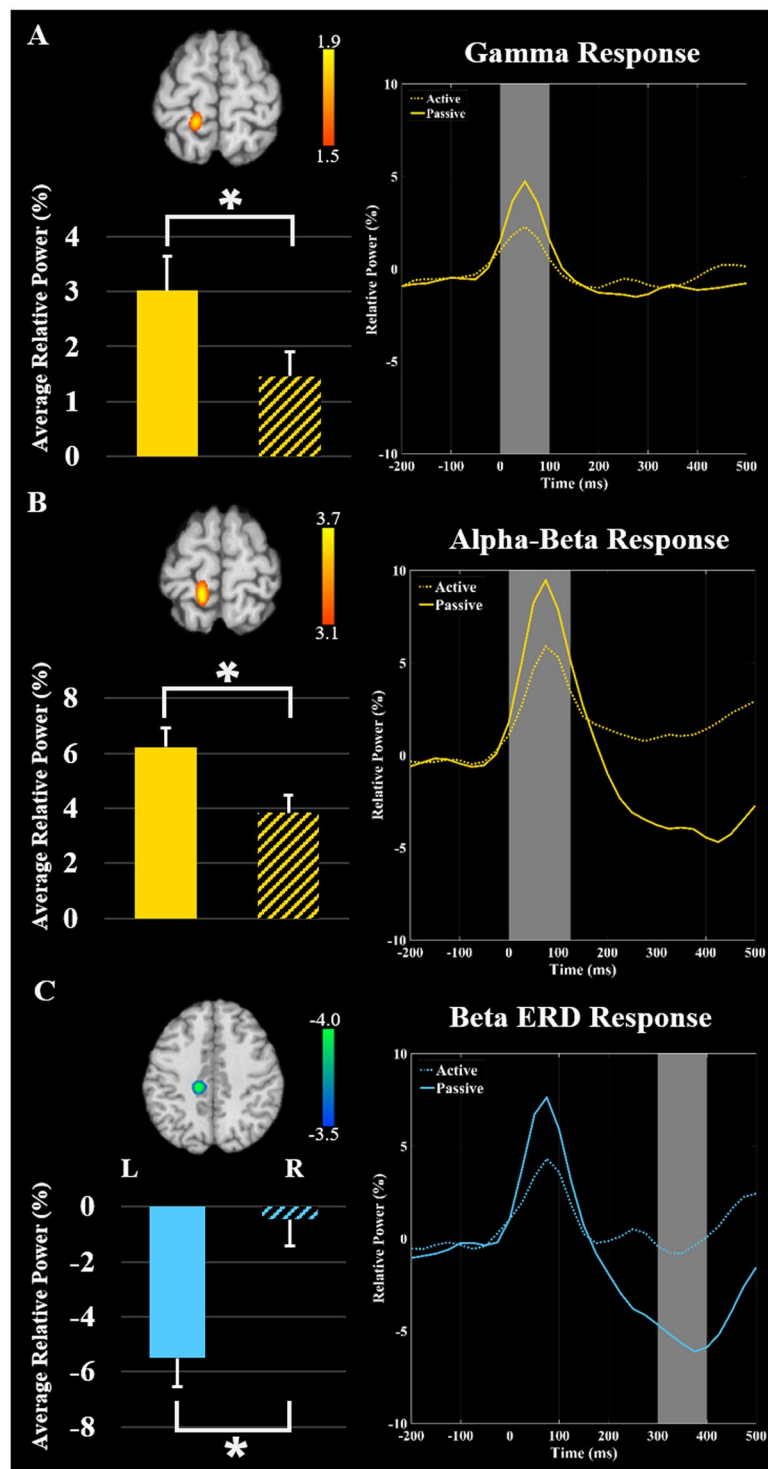 A
1.9
1.5
Gamma Response
Average Relative Power (%)
4
3
2
1
0
*
Relative Power (%)
10
5
0
-5
-10
Active
Passive
-200 -100 0 100 200 300 400 500
Time (ms)
B
3.7
3.1
Alpha-Beta Response
Average Relative Power (%)
8
6
4
2
0
*
Relative Power (%)
10
5
0
-5
-10
Active
Passive
-200 -100 0 100 200 300 400 500
Time (ms)
C
-4.0
-3.5
L R
Beta ERD Response
Average Relative Power (%)
0
-2
-4
-6
-8
*
Relative Power (%)
10
5
0
-5
-10
Active
Passive
-200 -100 0 100 200 300 400 500
Time (ms)